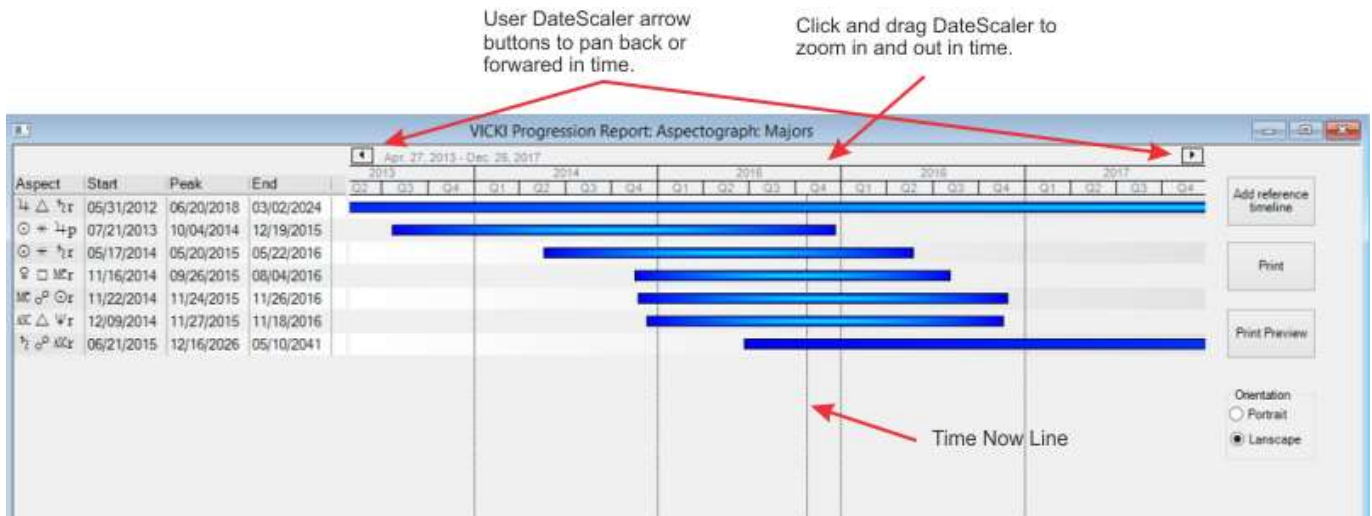 User DateScaler arrow
buttons to pan back or
forwared in time.
Click and drag DateScaler to
zoom in and out in time.
VICKI Progression Report: Aspectograph: Majors
Apr. 27, 2013 - Dec. 26, 2017
2013 2014 2015 2016 2017
Aspect Start Peak End Q2 Q3 Q4 Q1 Q2 Q3 Q4 Q1 Q2 Q3 Q4 Q1 Q2 Q3 Q4 Q1 Q2 Q3 Q4
♃ △ ♄r 05/31/2012 06/20/2018 03/02/2024
☉ ⚹ ♃p 07/21/2013 10/04/2014 12/19/2015
☉ ⚹ ♄r 05/17/2014 05/20/2015 05/22/2016
♀ □ MCr 11/16/2014 09/26/2015 08/04/2016
MC ☍ ☉r 11/22/2014 11/24/2015 11/26/2016
ASC △ ♆r 12/09/2014 11/27/2015 11/18/2016
♄ ☍ ASCr 06/21/2015 12/16/2026 05/10/2041
Add reference
timeline
Print
Print Preview
Orientation
Portrait
Lanscape
Time Now Line